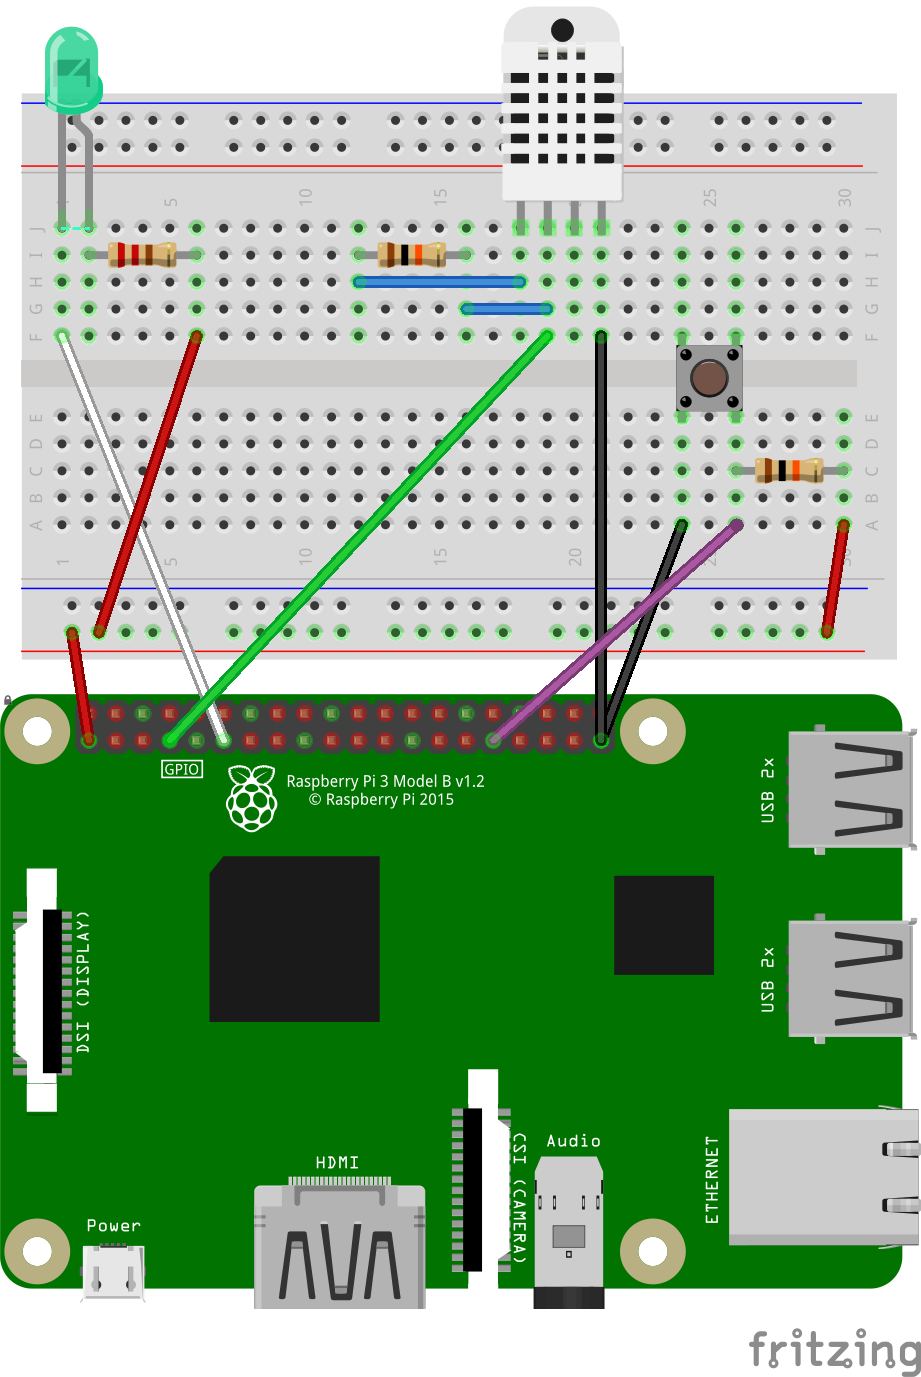 5 10 15 25 30
J J
I I
H H
G G
F F
E E
D D
C C
B B
A A
1 5 10 15 20 25 30
GPIO
Raspberry Pi 3 Model B v1.2
© Raspberry Pi 2015
USB 2x
DSI (DISPLAY)
USB 2x
HDMI
CSI (CAMERA)
Audio
ETHERNET
Power
fritzing